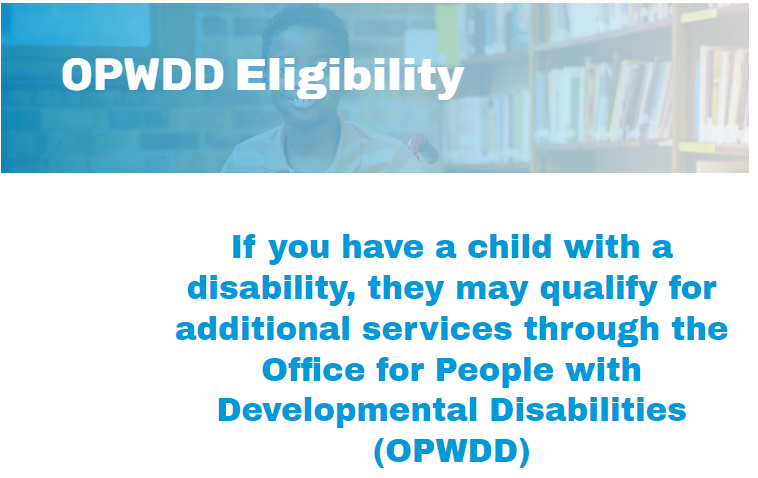 OPWDD Eligibility
If you have a child with a
disability, they may qualify for
additional services through the
Office for People with
Developmental Disabilities
(OPWDD)